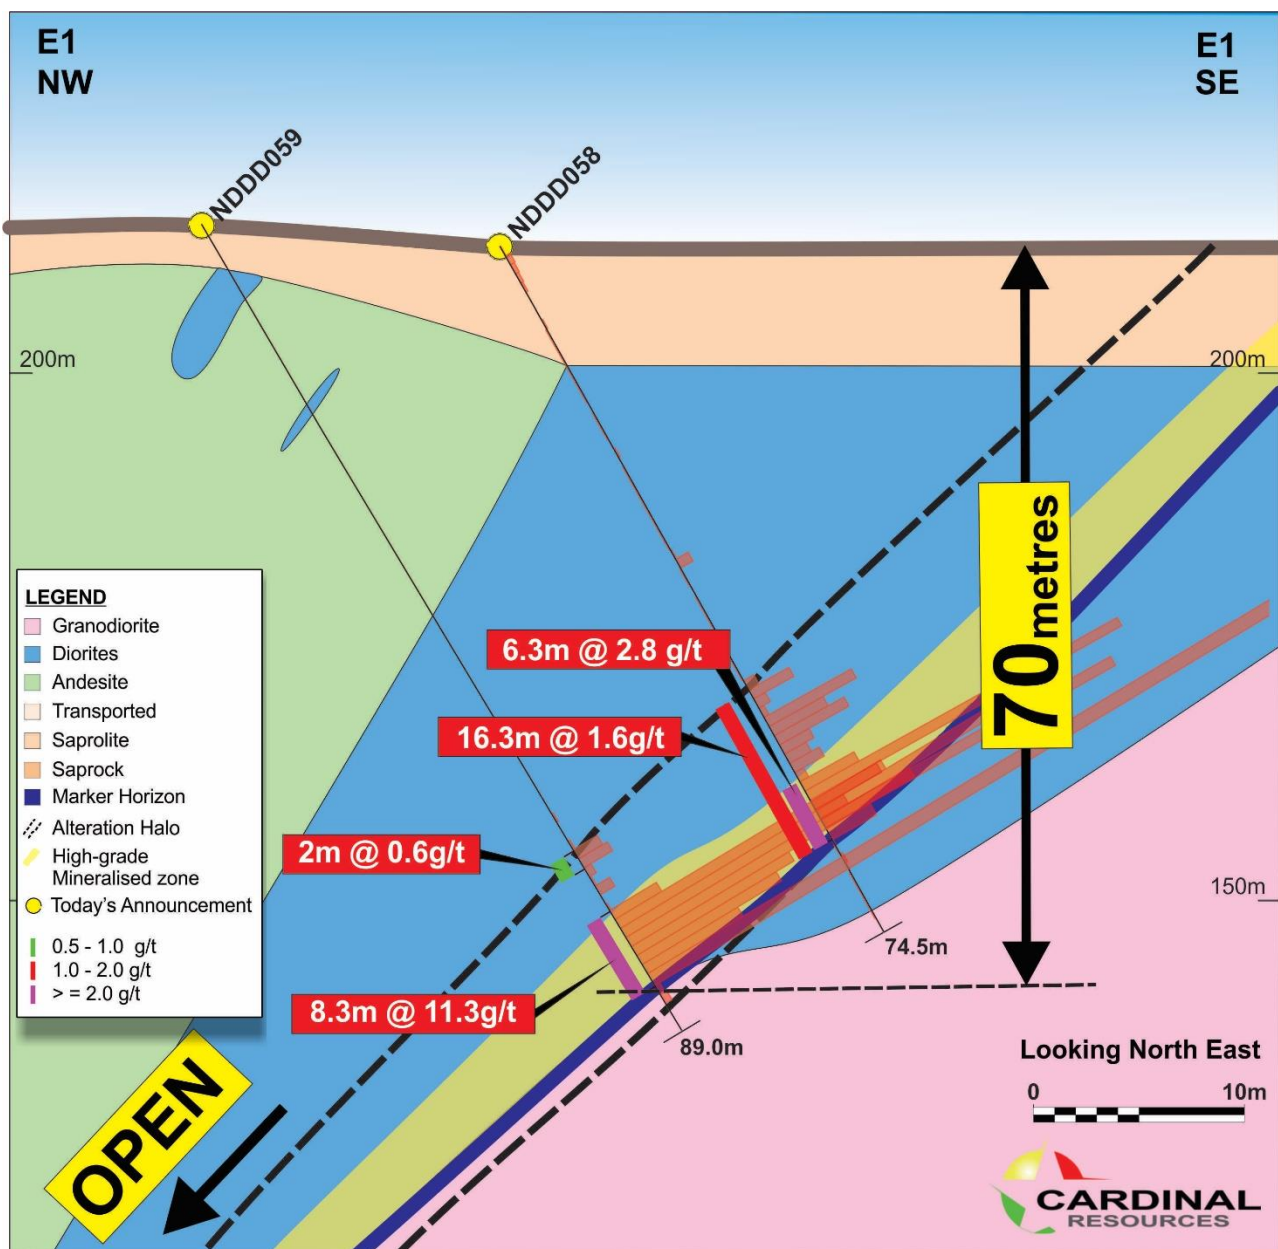 E1
NW
E1
SE
NDDD059
NDDD058
200m
200m
70 metres
LEGEND
Granodiorite
Diorites
Andesite
Transported
Saprolite
Saprock
Marker Horizon
Alteration Halo
High-grade
Mineralised zone
Today's Announcement
0.5 - 1.0 g/t
1.0 - 2.0 g/t
> = 2.0 g/t
6.3m @ 2.8 g/t
16.3m @ 1.6g/t
2m @ 0.6g/t
8.3m @ 11.3g/t
150m
74.5m
89.0m
OPEN
Looking North East
0 10m
CARDINAL
RESOURCES